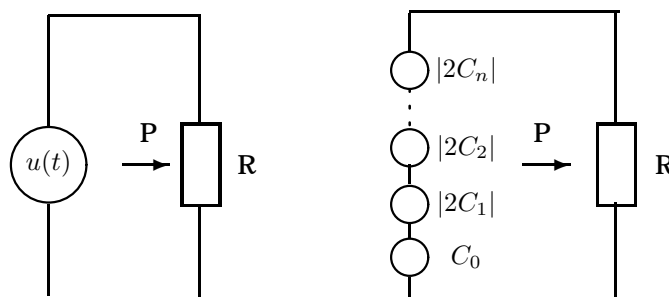 u(t)
P
R
|2C_n|
|2C_2|
|2C_1|
C_0
P
R